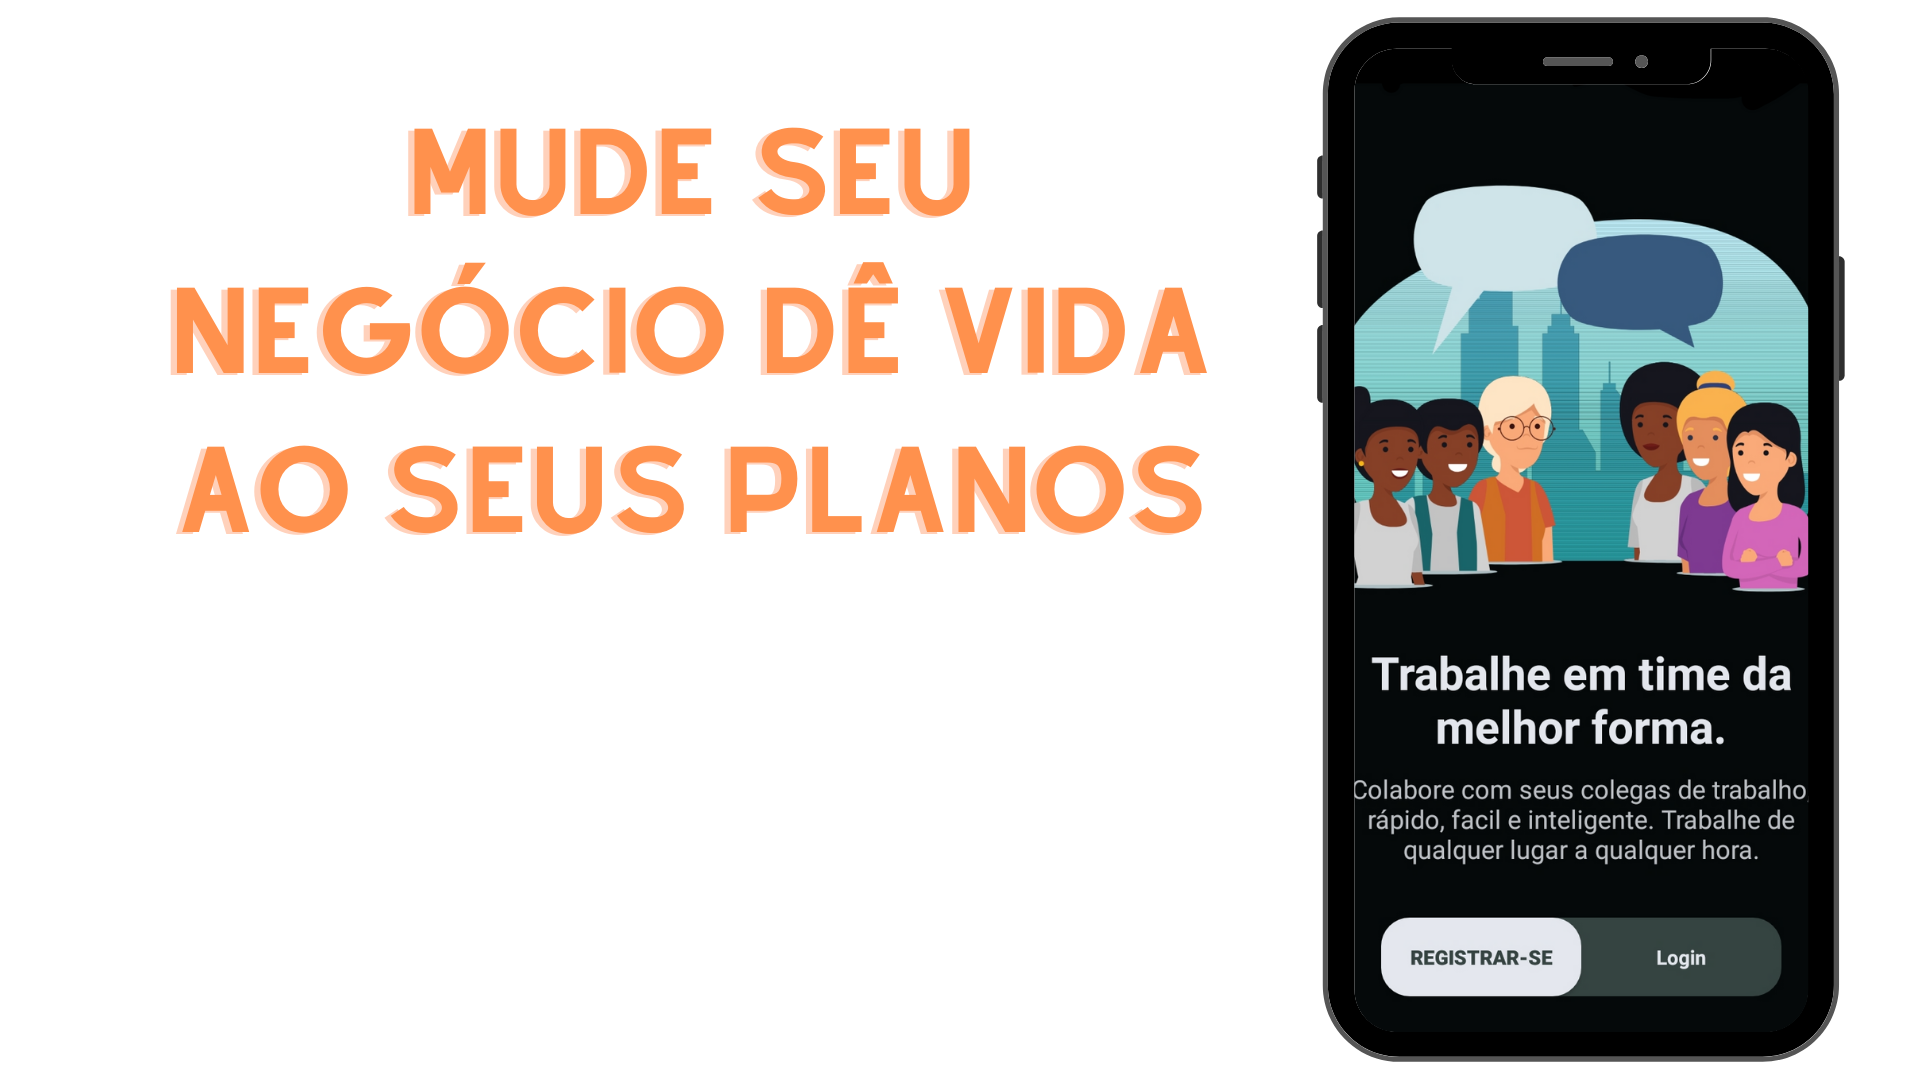 MUDE SEU
NEGÓCIO DÊ VIDA
AO SEUS PLANOS
Trabalhe em time da
melhor forma.
Colabore com seus colegas de trabalho,
rápido, facil e inteligente. Trabalhe de
qualquer lugar a qualquer hora.
REGISTRAR-SE
Login